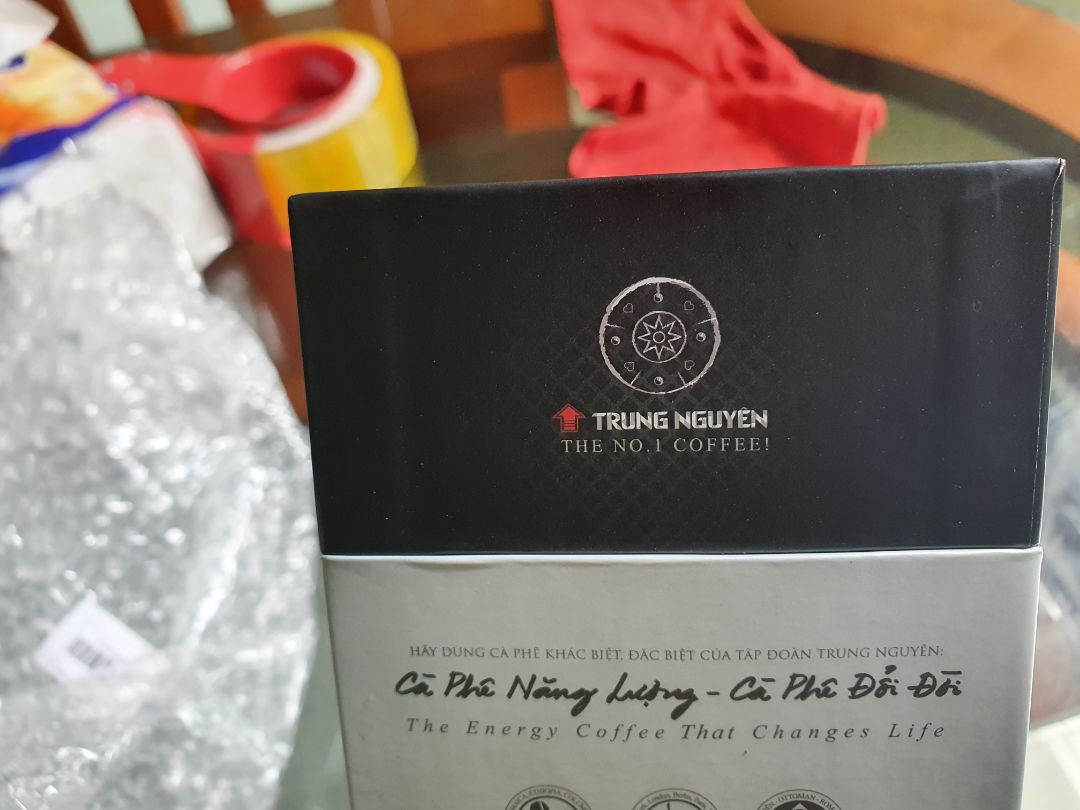 TRUNG NGUYÊN
THE NO.1 COFFEE!
HÃY DÙNG CÀ PHÊ KHÁC BIỆT, ĐẶC BIỆT CỦA TẬP ĐOÀN TRUNG NGUYÊN:
Cà Phê Năng Lượng - Cà Phê Đổi Đời
The Energy Coffee That Changes Life